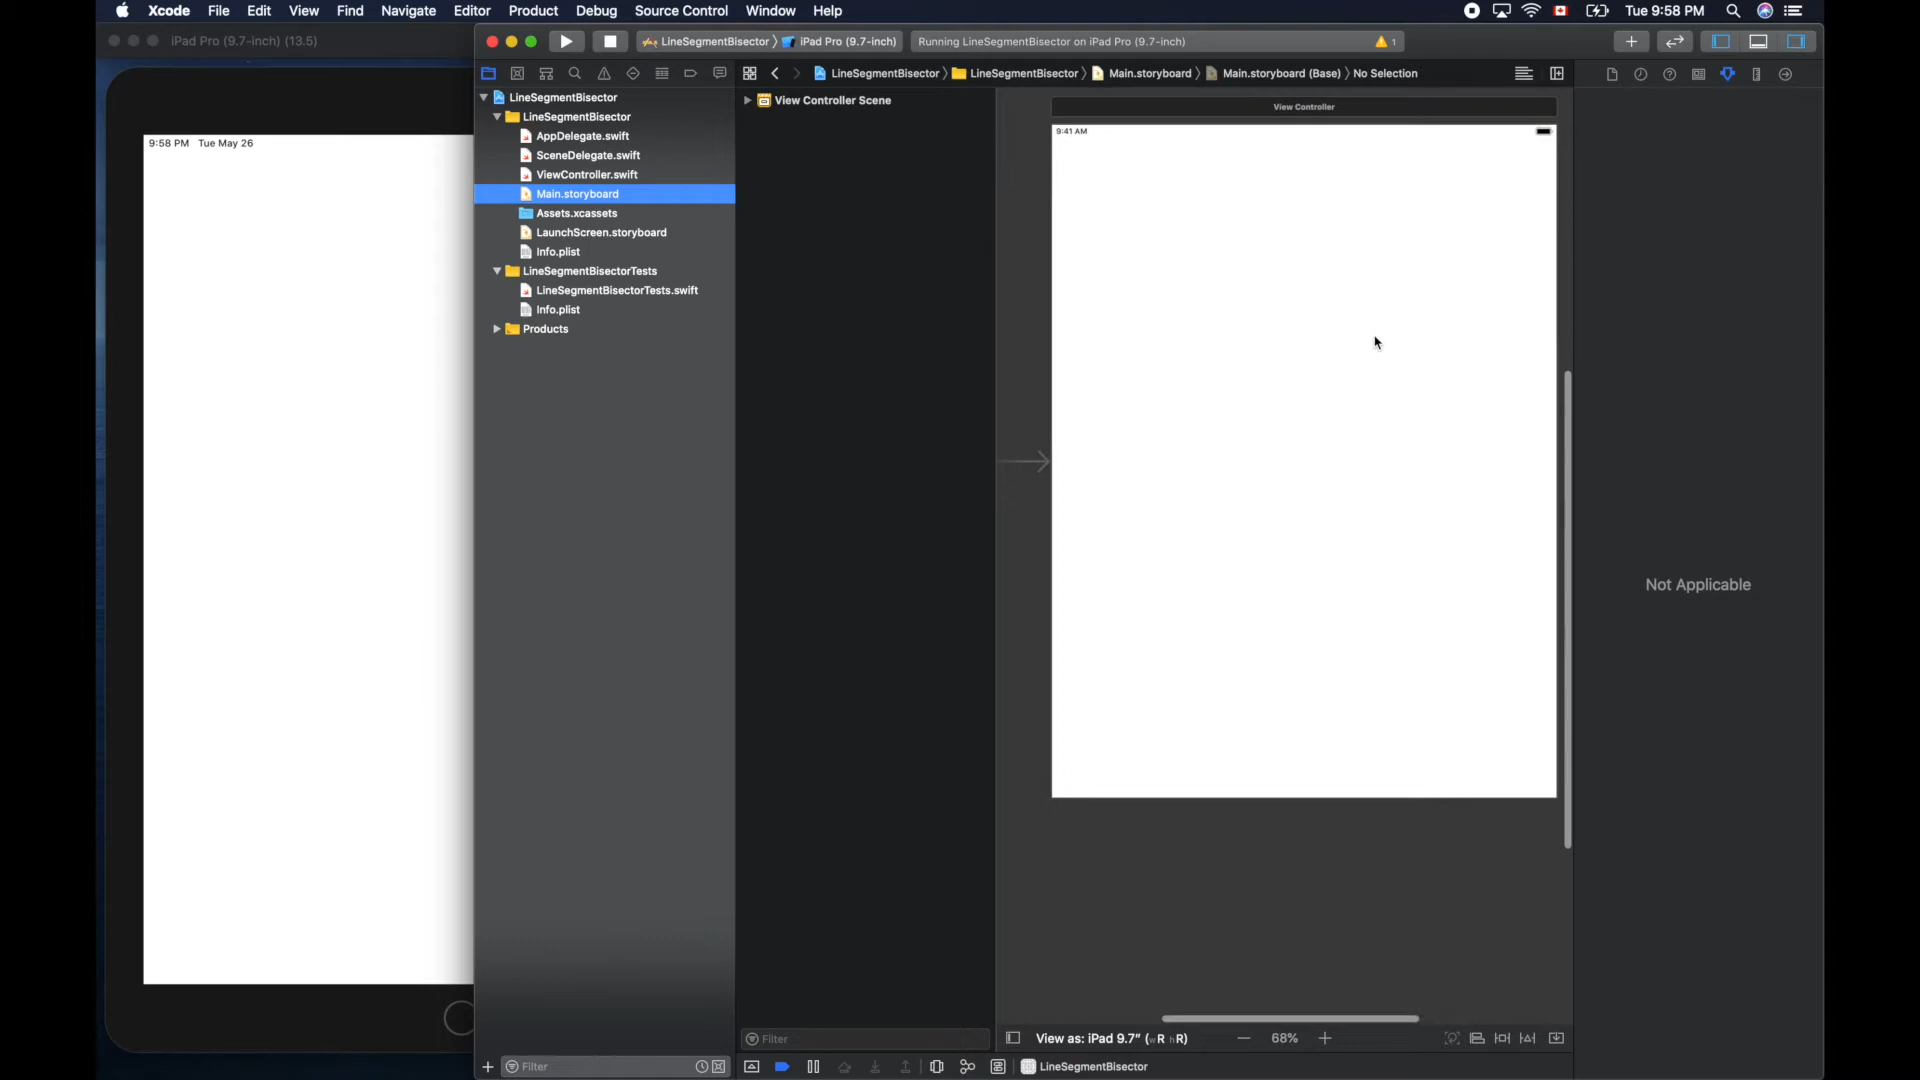 Xcode File Edit View Find Navigate Editor Product Debug Source Control Window Help
Tue 9:58 PM
iPad Pro (9.7-inch) (13.5)
LineSegmentBisector iPad Pro (9.7-inch)
Running LineSegmentBisector on iPad Pro (9.7-inch)
1
LineSegmentBisector LineSegmentBisector Main.storyboard Main.storyboard (Base) No Selection
9:58 PM Tue May 26
LineSegmentBisector
LineSegmentBisector
AppDelegate.swift
SceneDelegate.swift
ViewController.swift
Main.storyboard
Assets.xcassets
LaunchScreen.storyboard
Info.plist
LineSegmentBisectorTests
LineSegmentBisectorTests.swift
Info.plist
Products
View Controller Scene
View Controller
9:41 AM
Not Applicable
Filter
View as: iPad 9.7" (wR hR)
68%
Filter
LineSegmentBisector